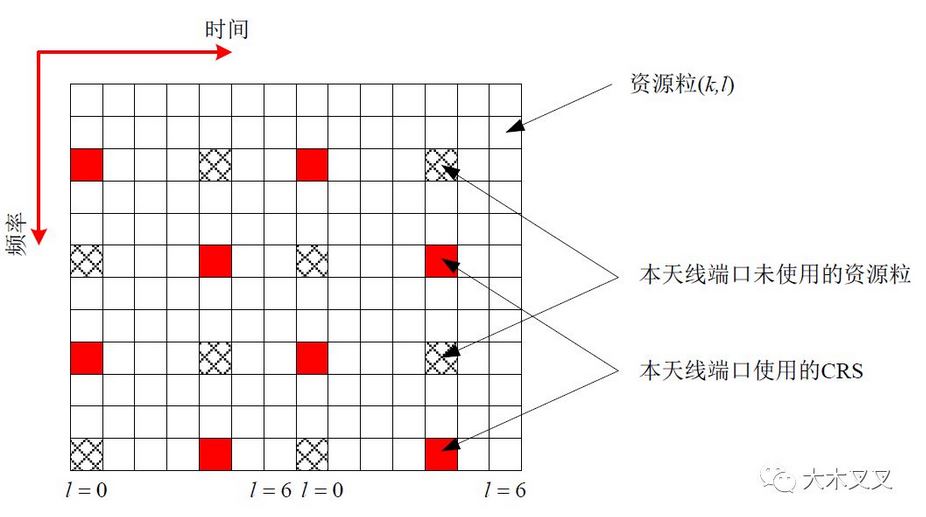 时间
资源粒(k,l)
频率
本天线端口未使用的资源粒
本天线端口使用的CRS
l = 0 l = 6 l = 0 l = 6
大木叉叉